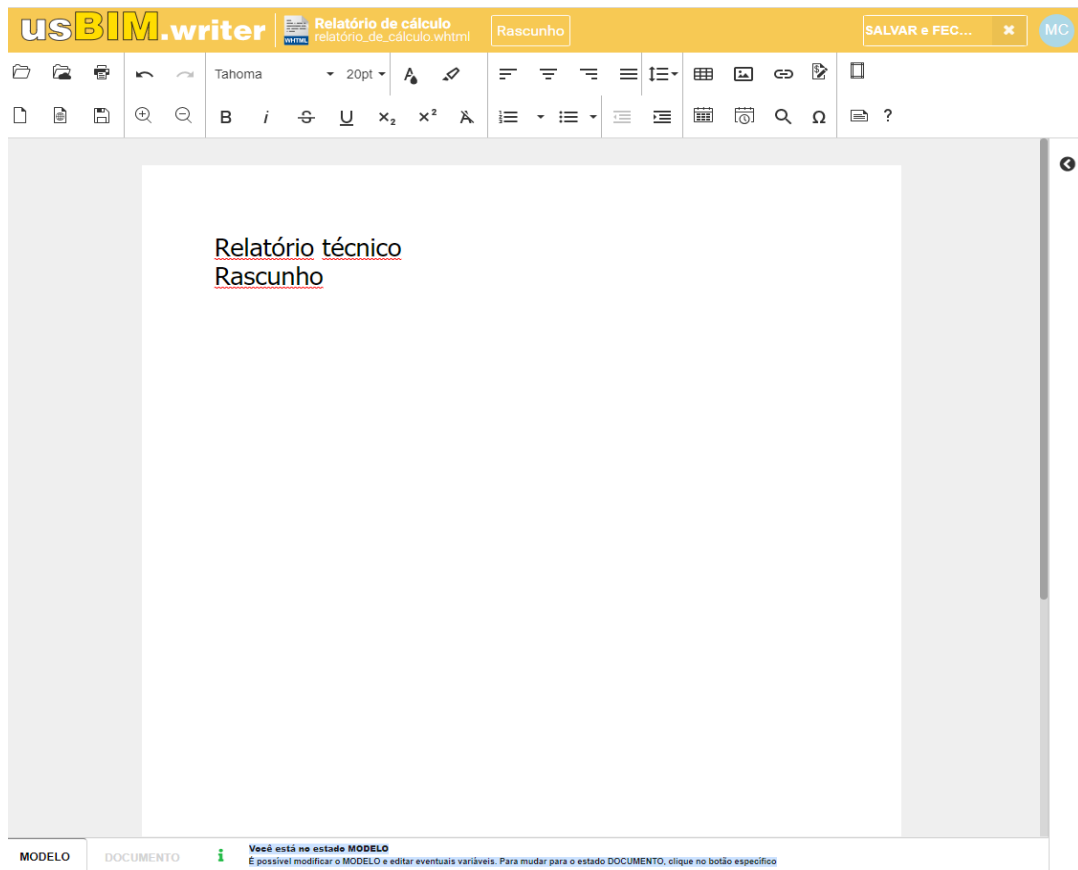 usBIM.writer
WHTML
Relatório de cálculo
relatório_de_cálculo.whtml
Rascunho
SALVAR e FEC...
MC
Tahoma
20pt
B i S U x₂ x² A
Ω
?
Relatório técnico
Rascunho
MODELO
DOCUMENTO
i
Você está no estado MODELO
É possível modificar o MODELO e editar eventuais variáveis. Para mudar para o estado DOCUMENTO, clique no botão específico